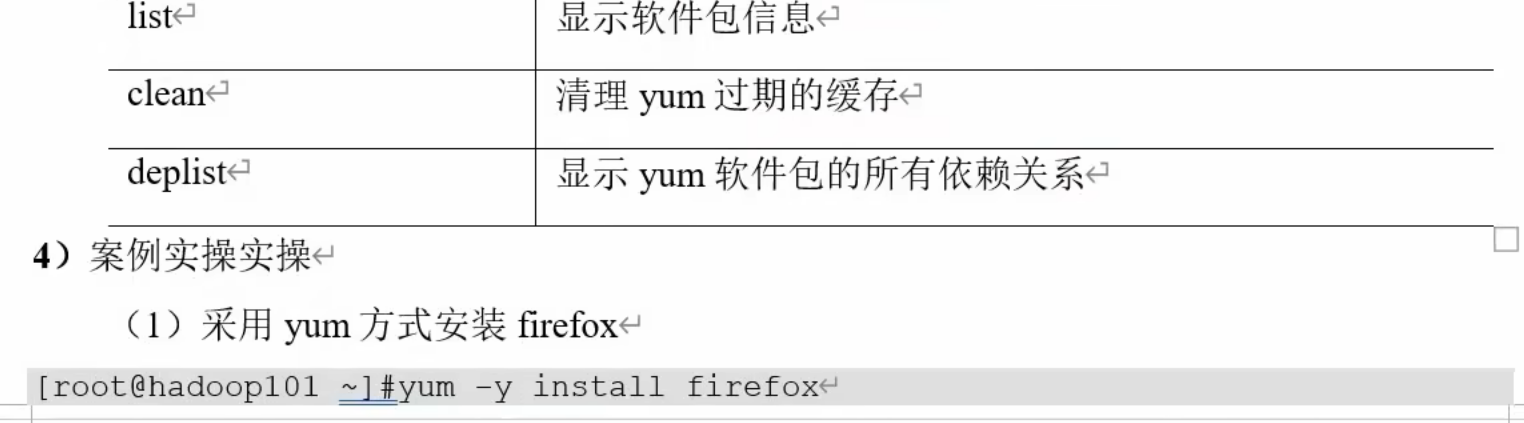 list 显示软件包信息
clean 清理 yum 过期的缓存
deplist 显示 yum 软件包的所有依赖关系
4）案例实操实操
（1）采用 yum 方式安装 firefox
[root@hadoop101 ~]#yum -y install firefox